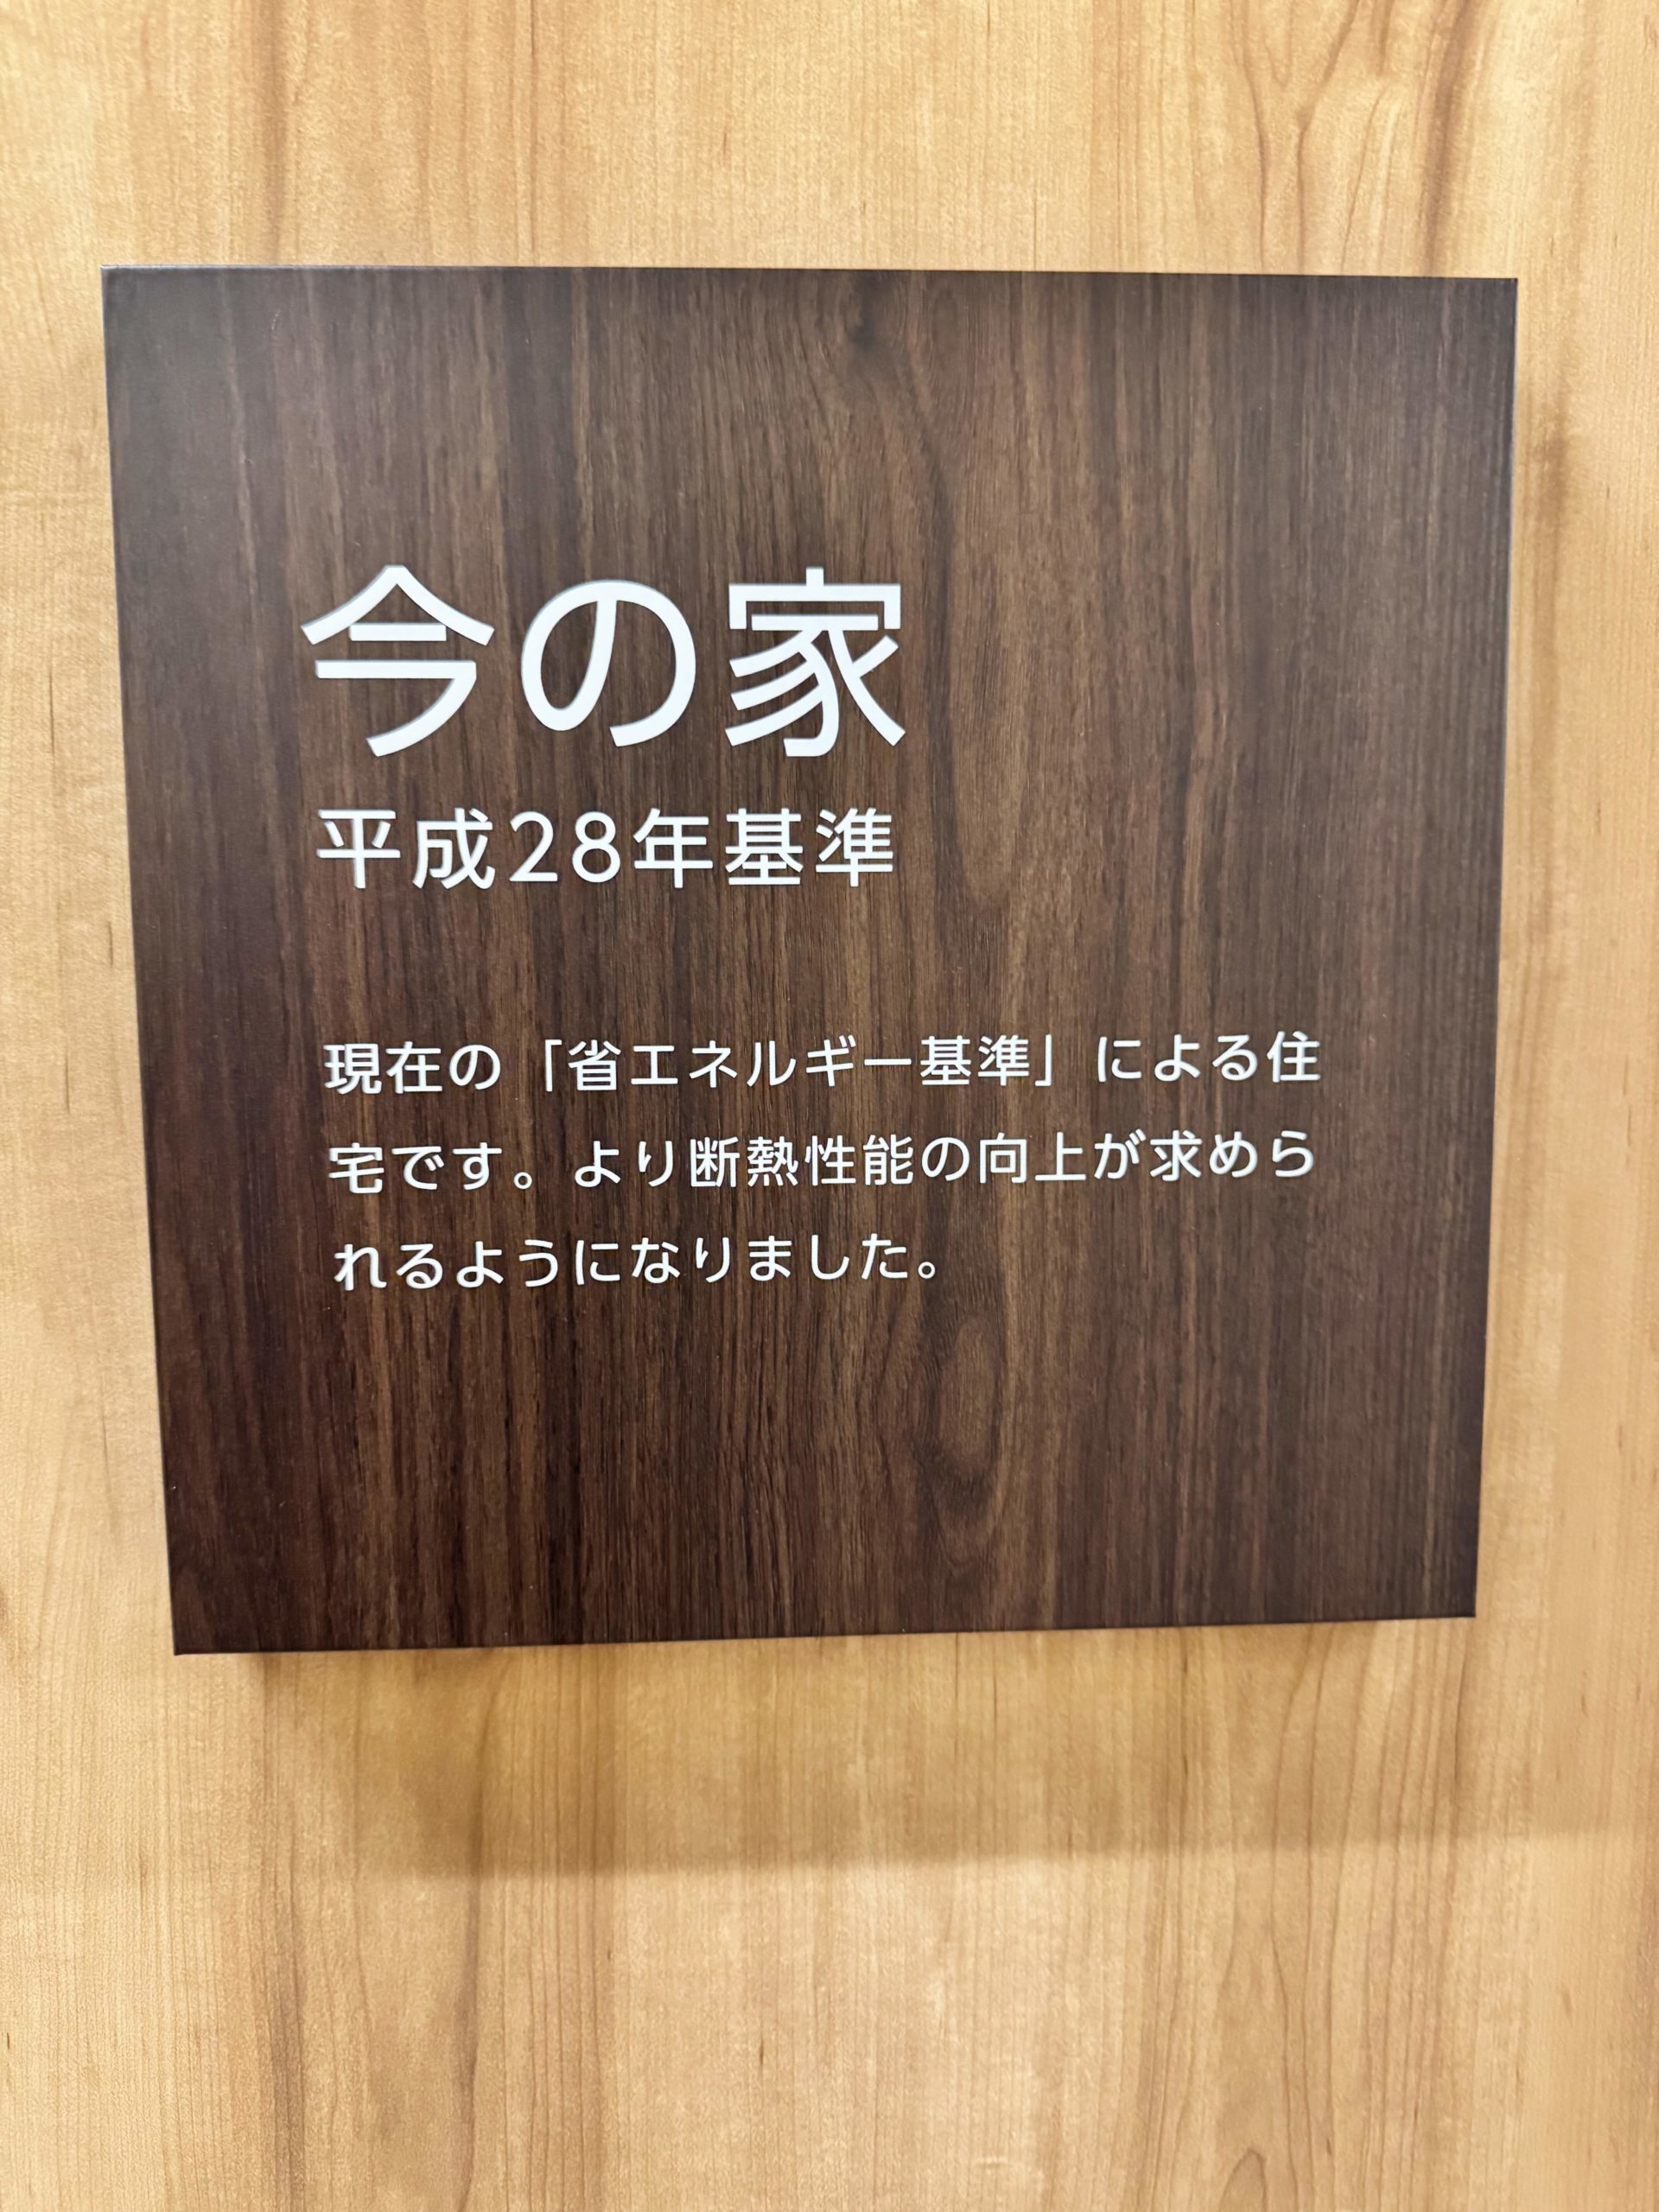 今の家
平成28年基準
現在の「省エネルギー基準」による住
宅です。より断熱性能の向上が求めら
れるようになりました。